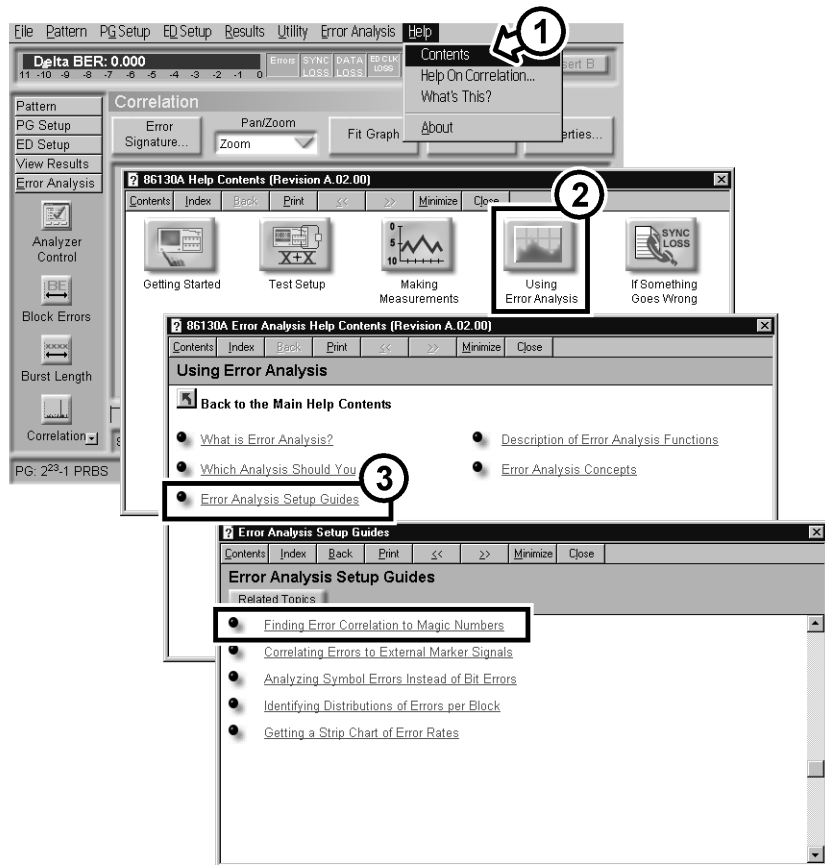 File Pattern PG Setup ED Setup Results Utility Error Analysis Help
1
Delta BER: 0.000
11 -10 -9 -8 -7 -6 -5 -4 -3 -2 -1 0
Errors SYNC LOSS DATA LOSS ED CLK LOSS
sert B
Contents
Help On Correlation...
What's This?
About
Pattern
PG Setup
ED Setup
View Results
Error Analysis
Analyzer Control
BE
Block Errors
xxxx
Burst Length
Correlation
PG: 2²³-1 PRBS
Correlation
Error Signature...
Pan/Zoom
Zoom
Fit Graph
erties...
86130A Help Contents (Revision A.02.00)
Contents Index Back Print << >> Minimize Close
2
X+X
0
5
10
SYNC LOSS
Getting Started
Test Setup
Making Measurements
Using Error Analysis
If Something Goes Wrong
86130A Error Analysis Help Contents (Revision A.02.00)
Contents Index Back Print << >> Minimize Close
Using Error Analysis
Back to the Main Help Contents
What is Error Analysis?
Description of Error Analysis Functions
Which Analysis Should You
Error Analysis Concepts
3
Error Analysis Setup Guides
Error Analysis Setup Guides
Contents Index Back Print << >> Minimize Close
Error Analysis Setup Guides
Related Topics
Finding Error Correlation to Magic Numbers
Correlating Errors to External Marker Signals
Analyzing Symbol Errors Instead of Bit Errors
Identifying Distributions of Errors per Block
Getting a Strip Chart of Error Rates